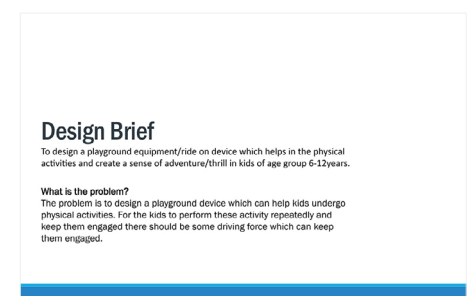 Design Brief
To design a playground equipment/ride on device which helps in the physical
activities and create a sense of adventure/thrill in kids of age group 6-12years.
What is the problem?
The problem is to design a playground device which can help kids undergo
physical activities. For the kids to perform these activity repeatedly and
keep them engaged there should be some driving force which can keep
them engaged.